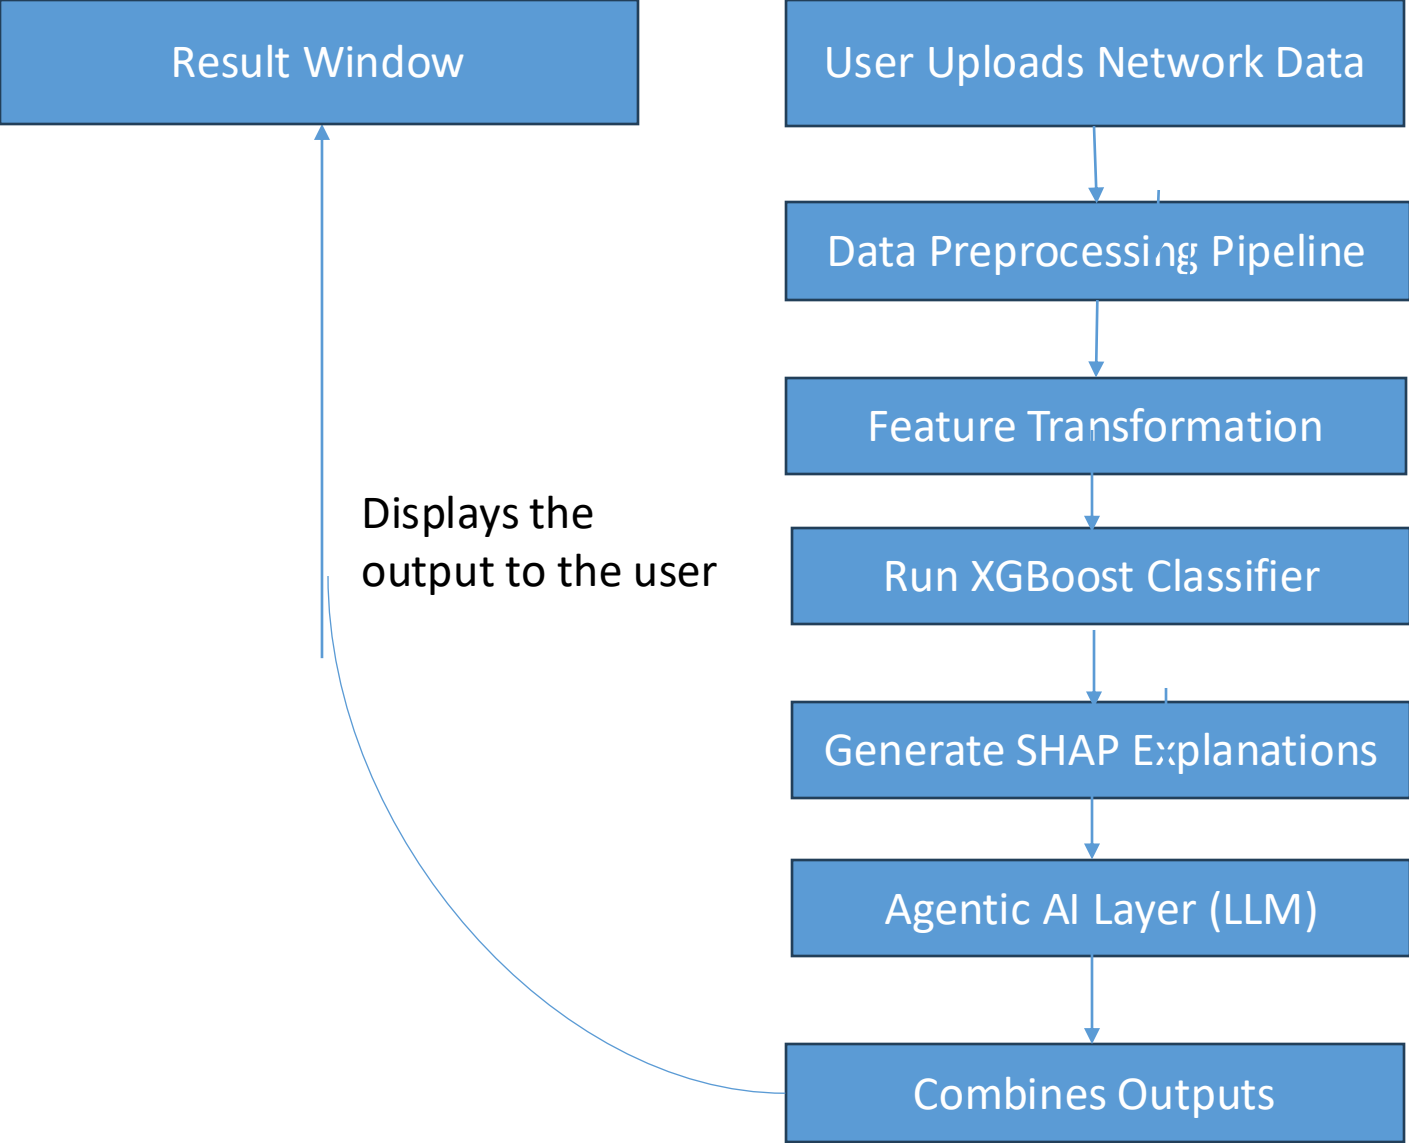 Result Window
User Uploads Network Data
Data Preprocessing Pipeline
Feature Transformation
Displays the
output to the user
Run XGBoost Classifier
Generate SHAP Explanations
Agentic AI Layer (LLM)
Combines Outputs